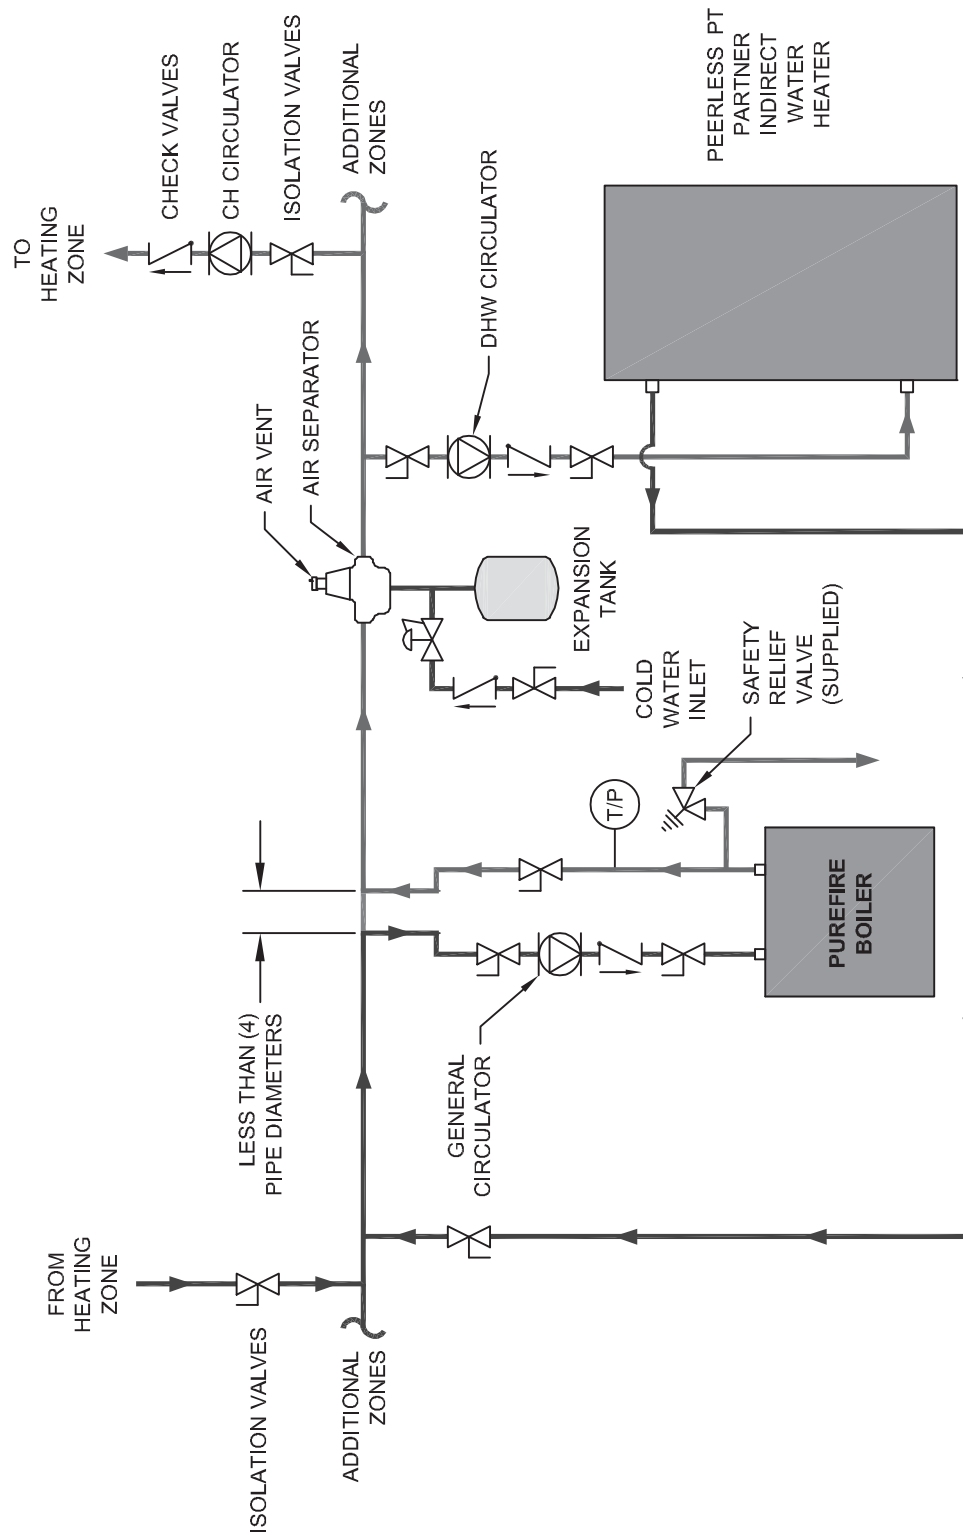 FROM
HEATING
ZONE
ISOLATION VALVES
ADDITIONAL
ZONES
LESS THAN (4)
PIPE DIAMETERS
GENERAL
CIRCULATOR
PUREFIRE
BOILER
T/P
SAFETY
RELIEF
VALVE
(SUPPLIED)
COLD
WATER
INLET
EXPANSION
TANK
AIR VENT
AIR SEPARATOR
DHW CIRCULATOR
TO
HEATING
ZONE
CHECK VALVES
CH CIRCULATOR
ISOLATION VALVES
ADDITIONAL
ZONES
PEERLESS PT
PARTNER
INDIRECT
WATER
HEATER